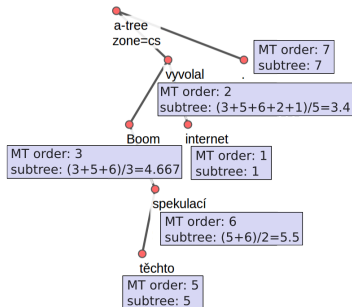 a-tree
zone=cs
vyvolal
.
MT order: 7
subtree: 7
MT order: 2
subtree: (3+5+6+2+1)/5=3.4
Boom
internet
MT order: 3
subtree: (3+5+6)/3=4.667
MT order: 1
subtree: 1
spekulací
MT order: 6
subtree: (5+6)/2=5.5
těchto
MT order: 5
subtree: 5